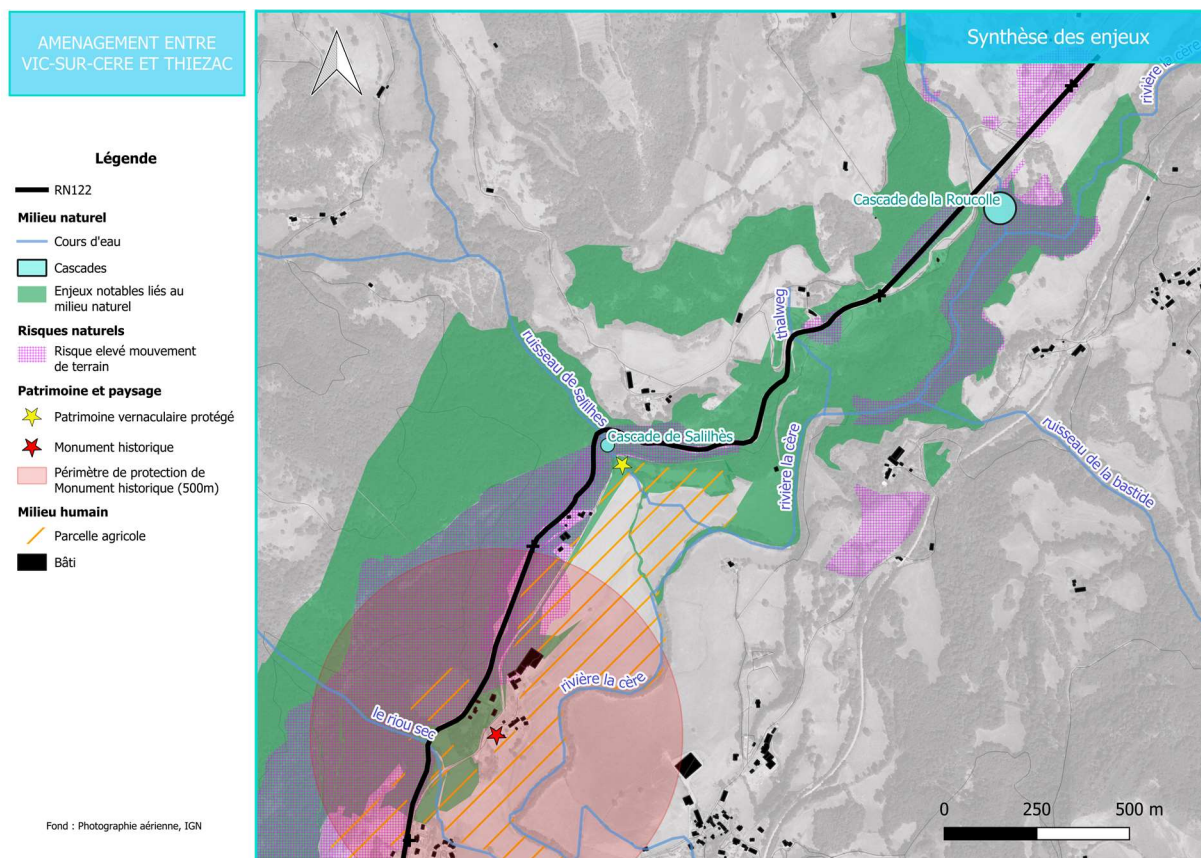 AMENAGEMENT ENTRE
VIC-SUR-CERE ET THIEZAC
Synthèse des enjeux
Légende
RN122
Milieu naturel
Cours d'eau
Cascades
Enjeux notables liés au
milieu naturel
Risques naturels
Risque elevé mouvement
de terrain
Patrimoine et paysage
Patrimoine vernaculaire protégé
Monument historique
Périmètre de protection de
Monument historique (500m)
Milieu humain
Parcelle agricole
Bâti
Fond : Photographie aérienne, IGN
rivière la cère
Cascade de la Roucolle
thalweg
ruisseau de salilhes
Cascade de Salilhès
rivière la cère
ruisseau de la bastide
rivière la cère
le riou sec
0 250 500 m